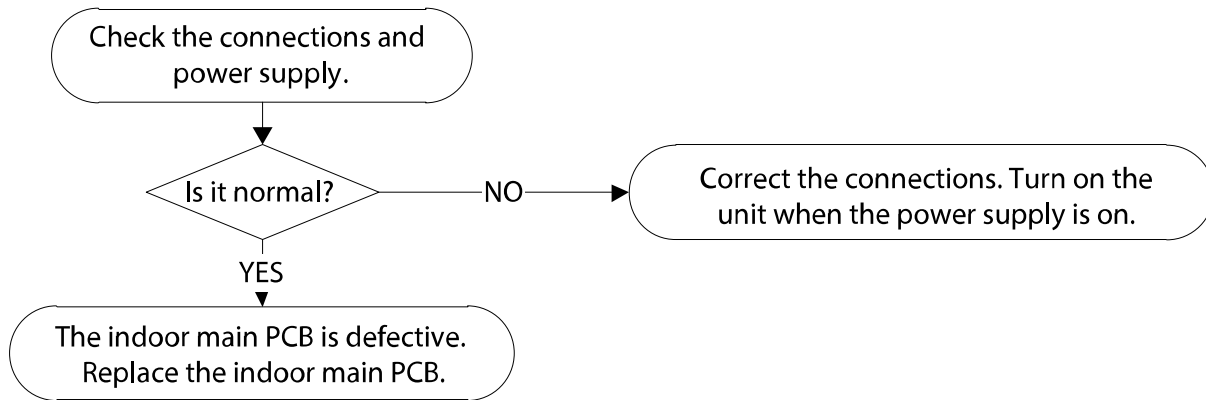 Check the connections and
power supply.
Is it normal?
NO
Correct the connections. Turn on the
unit when the power supply is on.
YES
The indoor main PCB is defective.
Replace the indoor main PCB.